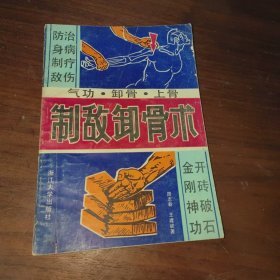 防身制敌
治病疗伤
气功·卸骨·上骨
制敌卸骨术
金刚神功
开砖破石
浙江大学出版社